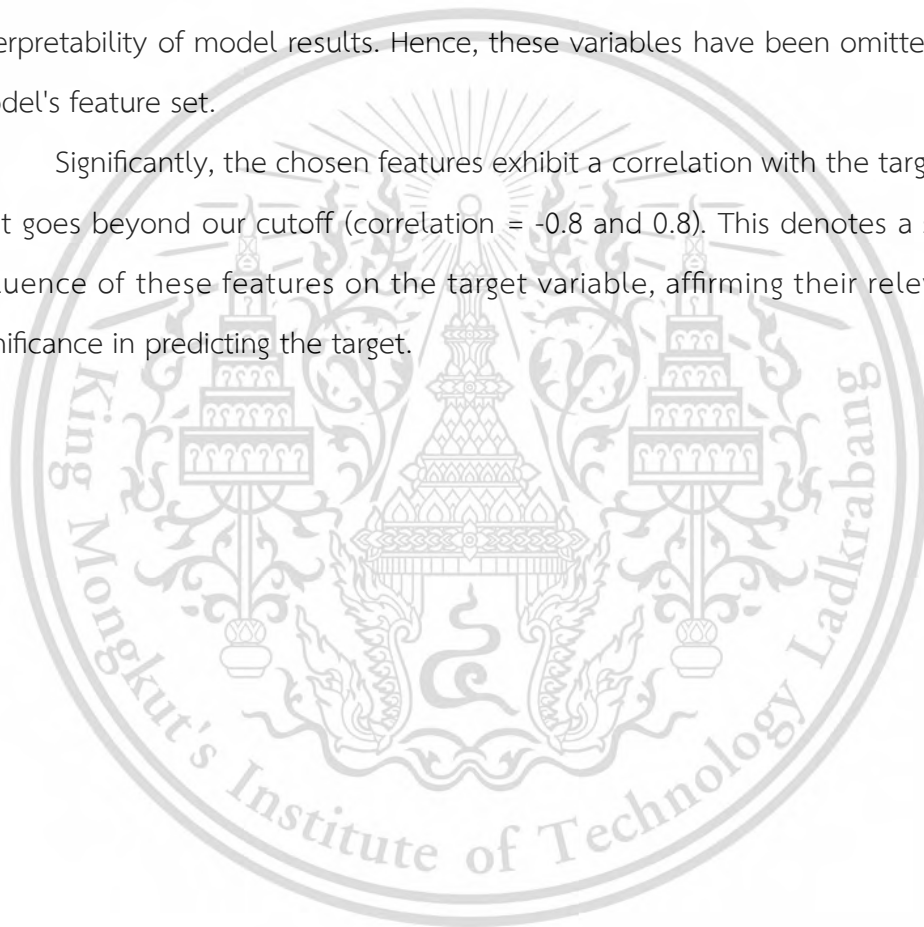 erpretability of model results. Hence, these variables have been omitte
del's feature set.
Significantly, the chosen features exhibit a correlation with the targ
t goes beyond our cutoff (correlation = -0.8 and 0.8). This denotes a
luence of these features on the target variable, affirming their rele
nificance in predicting the target.
King Mongkut's Institute of Technology Ladkrabang